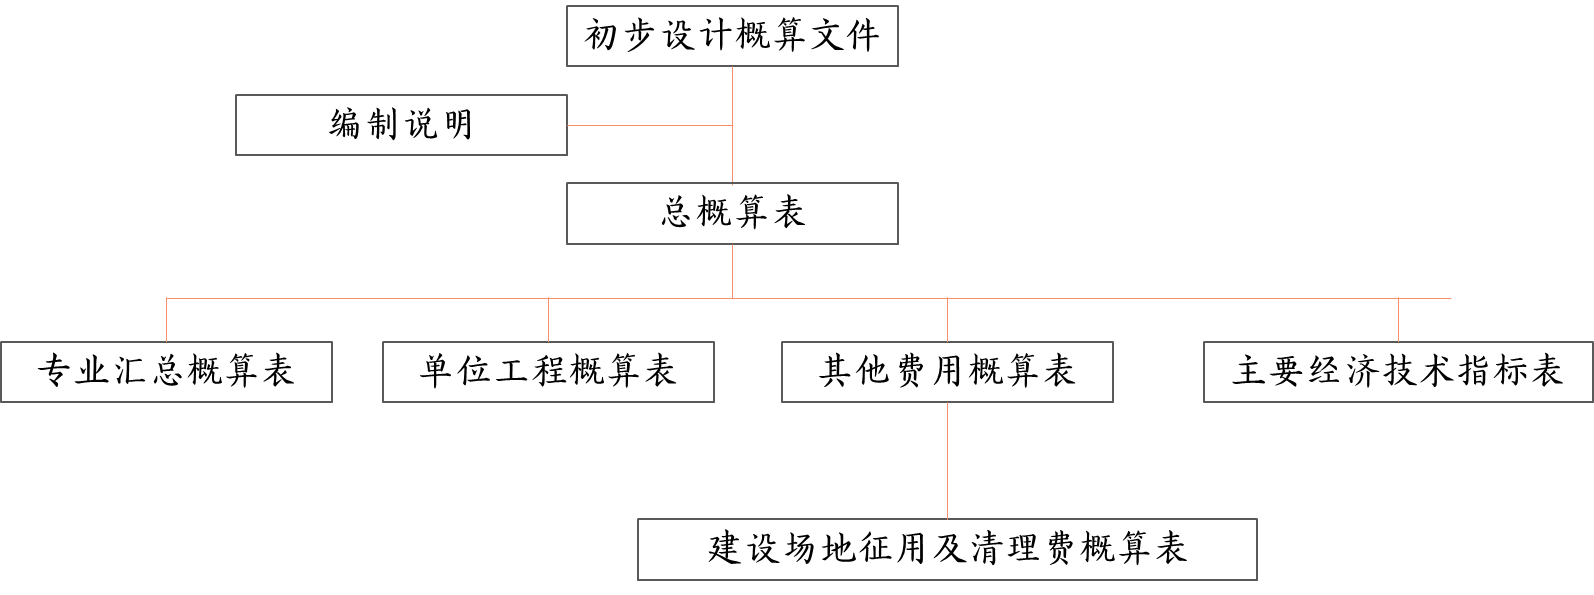 初步设计概算文件
编制说明
总概算表
专业汇总概算表
单位工程概算表
其他费用概算表
主要经济技术指标表
建设场地征用及清理费概算表